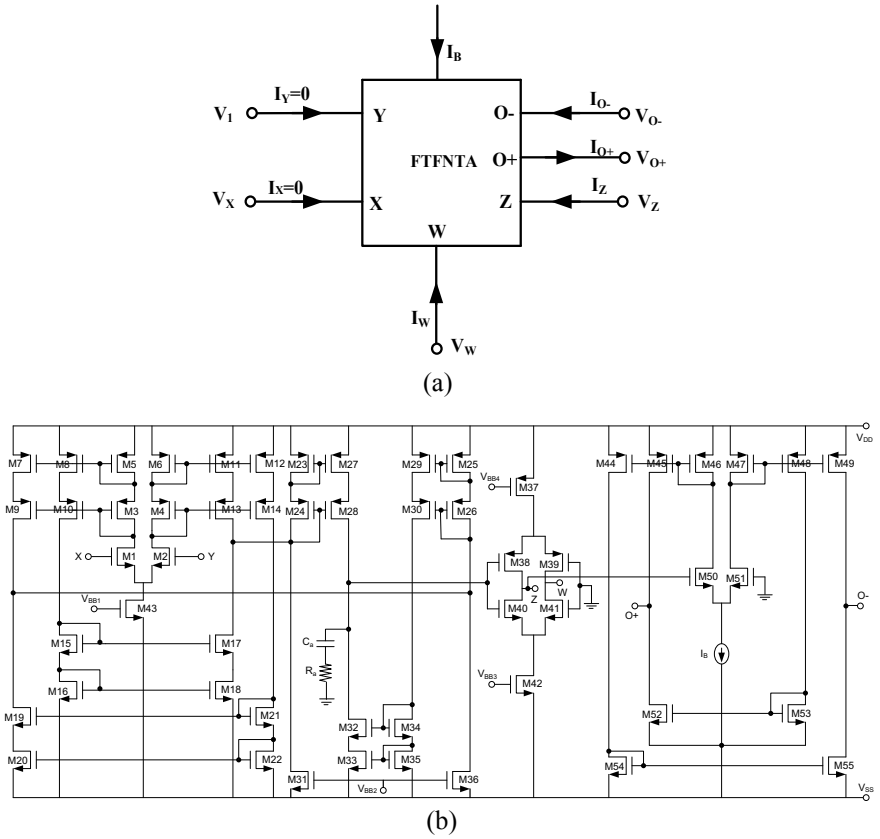 I_B
I_Y=0 I_O-
V_1 Y O- V_O-
I_O+
FTFNTA O+ V_O+
I_X=0 I_Z
V_X X Z V_Z
W
I_W
V_W
(a)
M7 M8 M5 M6 M11 M12 M23 M27 M29 M25 M44 M45 M46 M47 M48 M49 V_DD
V_BB4 M37
M9 M10 M3 M4 M13 M14 M24 M28 M30 M26
X M1 M2 Y M38 M39 M50 M51
Z W O+ O-
V_BB1 M43 M40 M41
M15 M17 C_a I_B
M16 M18 R_a V_BB3 M42
M19 M21 M32 M34 M52 M53
M20 M22 M33 M35
M31 V_BB2 M36 M54 M55
V_SS
(b)